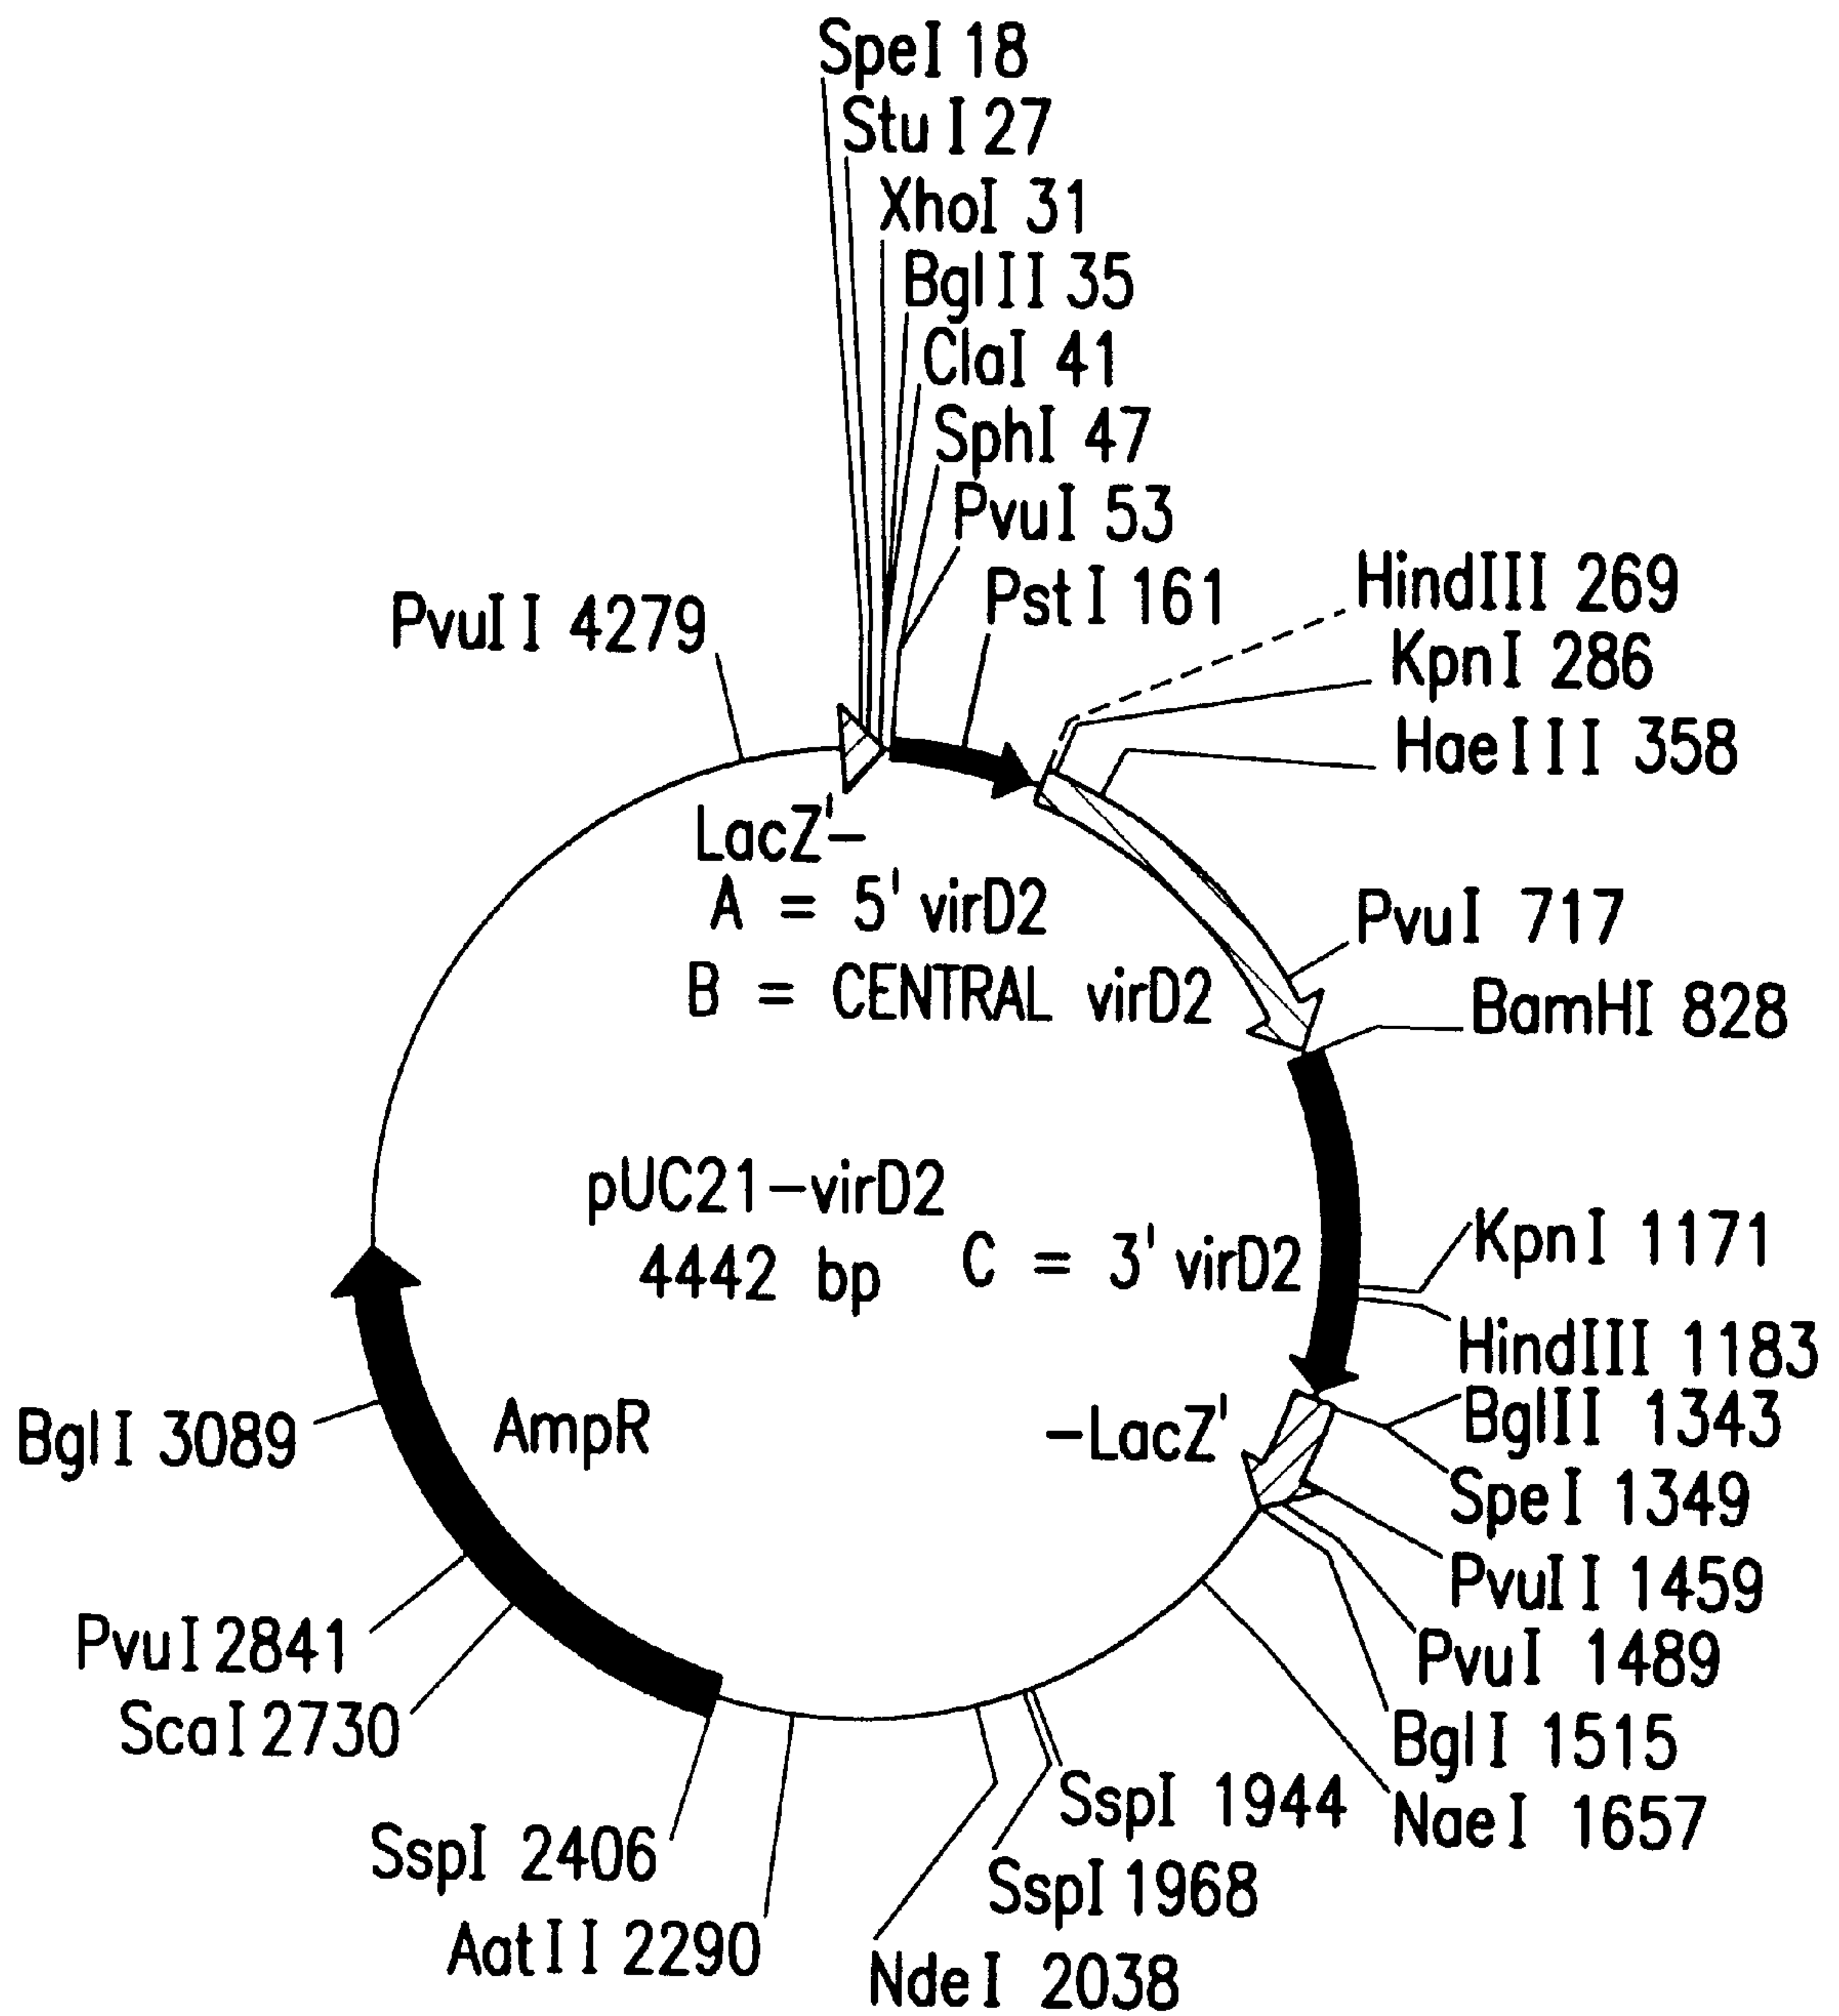 SpeI 18
StuI 27
XhoI 31
BglII 35
ClaI 41
SphI 47
PvuI 53
PstI 161
HindIII 269
KpnI 286
HaeIII 358
PvuII 4279
LacZ'-
A = 5' virD2
B = CENTRAL virD2
PvuI 717
BamHI 828
pUC21-virD2
4442 bp
C = 3' virD2
KpnI 1171
HindIII 1183
BglII 1343
SpeI 1349
PvuII 1459
PvuI 1489
BglI 1515
NaeI 1657
-LacZ'
AmpR
BglI 3089
PvuI 2841
ScaI 2730
SspI 2406
AatII 2290
SspI 1944
SspI 1968
NdeI 2038